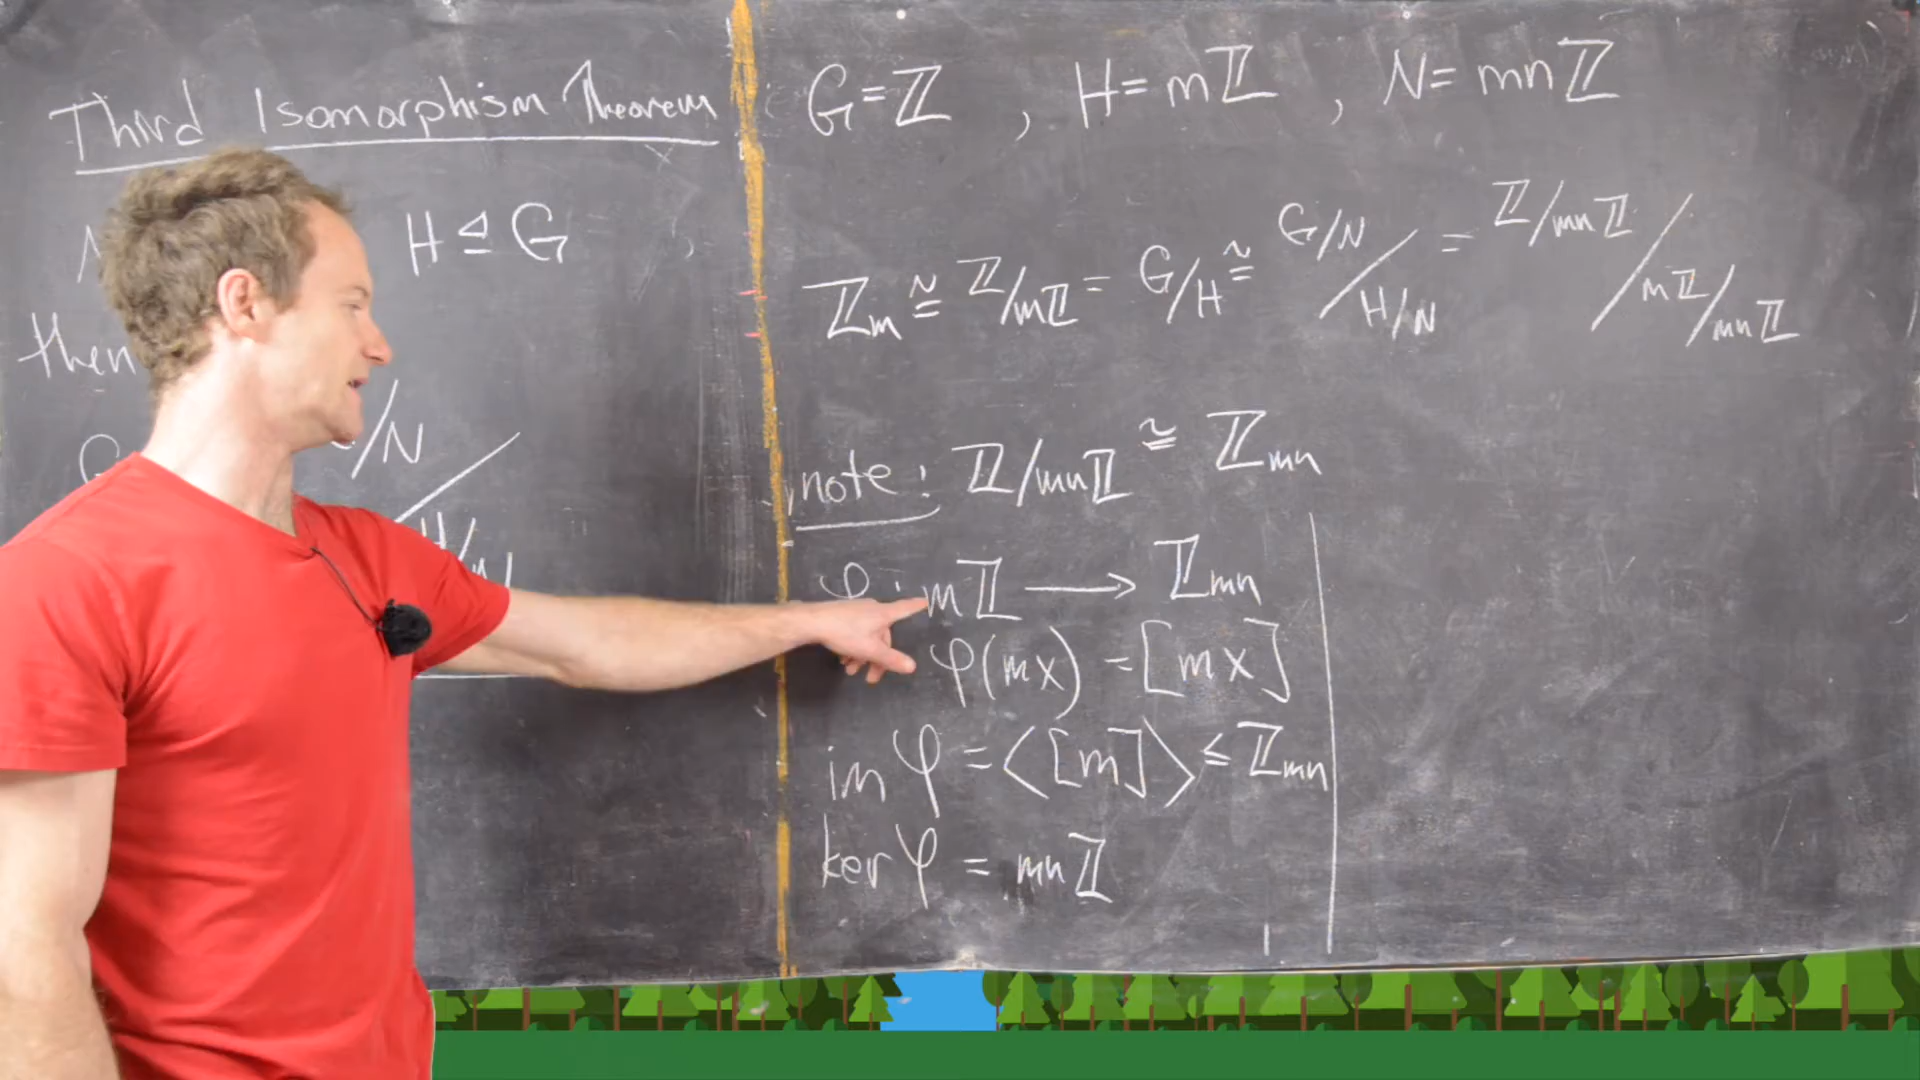 Third Isomorphism Theorem
H ⊴ G ,
then
G /N
H/N
G = ℤ , H = mℤ , N = mnℤ
ℤm ≅ ℤ/mℤ = G/H ≅ G/N / H/N = ℤ/mnℤ / mℤ/mnℤ
note: ℤ/mnℤ ≅ ℤmn
φ: mℤ → ℤmn
φ(mx) = [mx]
im φ = <[m]> ≤ ℤmn
ker φ = mnℤ